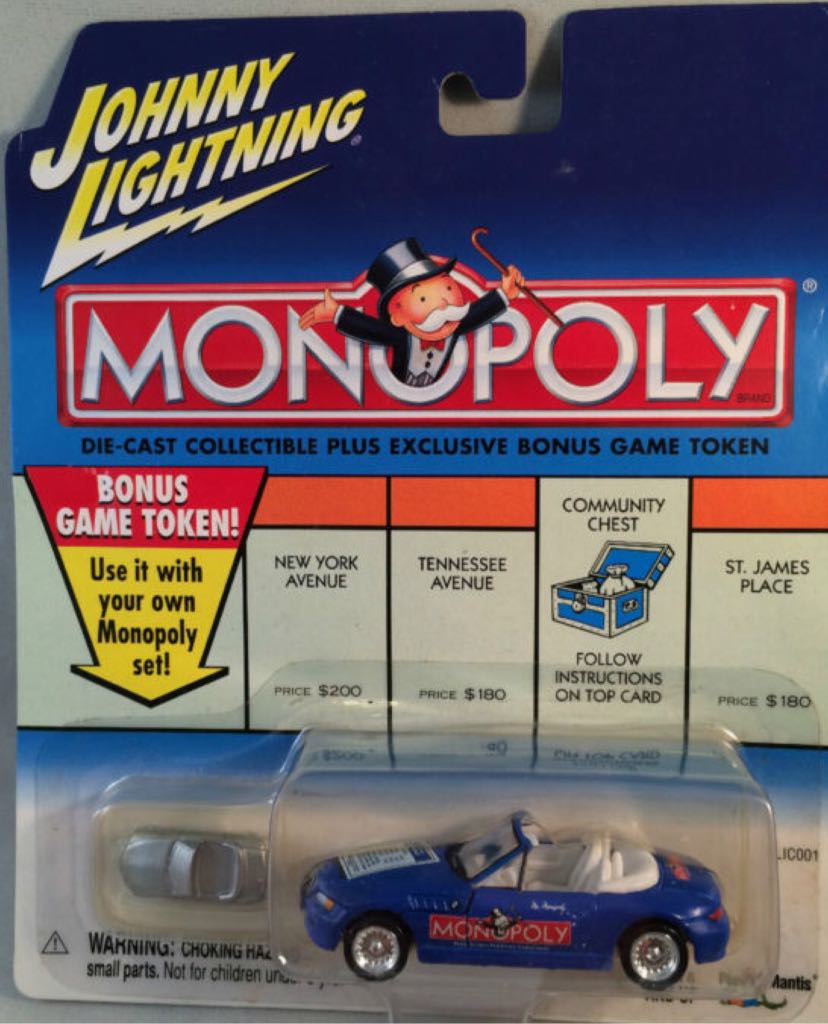 JOHNNY
LIGHTNING®
MONOPOLY®
BRAND
DIE-CAST COLLECTIBLE PLUS EXCLUSIVE BONUS GAME TOKEN
BONUS
GAME TOKEN!
Use it with
your own
Monopoly
set!
NEW YORK
AVENUE
PRICE $200
TENNESSEE
AVENUE
PRICE $180
COMMUNITY
CHEST
FOLLOW
INSTRUCTIONS
ON TOP CARD
ST. JAMES
PLACE
PRICE $180
LIC001
MONOPOLY
WARNING: CHOKING
small parts. Not for children
Mantis